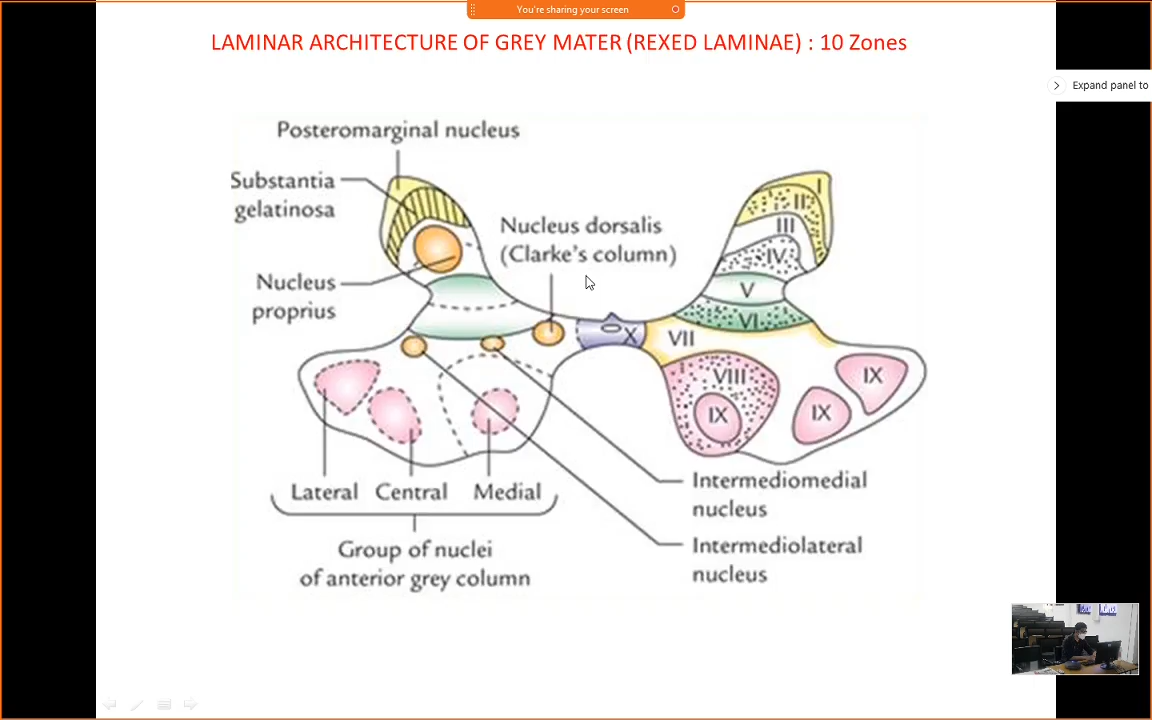 You're sharing your screen
LAMINAR ARCHITECTURE OF GREY MATER (REXED LAMINAE) : 10 Zones
Expand panel to
Posteromarginal nucleus
Substantia
gelatinosa
Nucleus dorsalis
(Clarke's column)
Nucleus
proprius
I
II
III
IV
V
VI
X
VII
VIII
IX
IX
IX
Lateral Central Medial
Group of nuclei
of anterior grey column
Intermediomedial
nucleus
Intermediolateral
nucleus